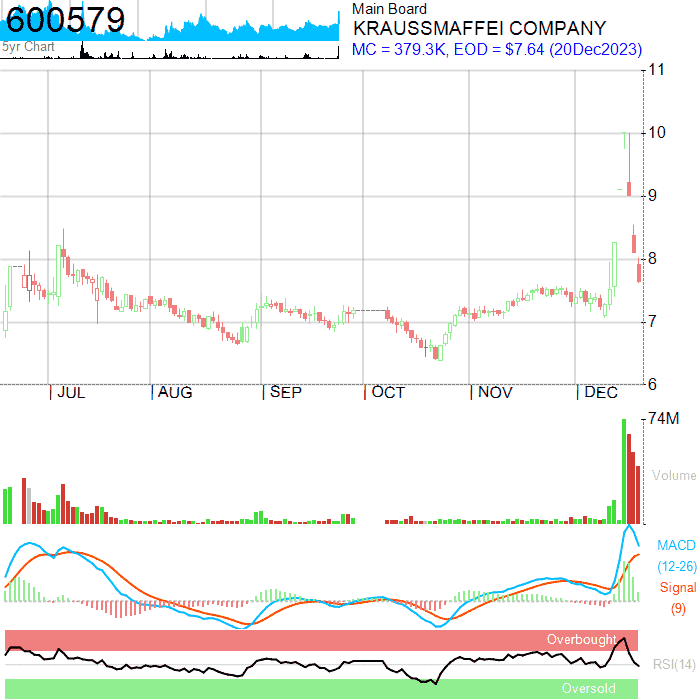 600579
5yr Chart
Main Board
KRAUSSMAFFEI COMPANY
MC = 379.3K, EOD = $7.64 (20Dec2023)
11
10
9
8
7
6
JUL AUG SEP OCT NOV DEC
74M
Volume
MACD
(12-26)
Signal
(9)
Overbought
RSI(14)
Oversold